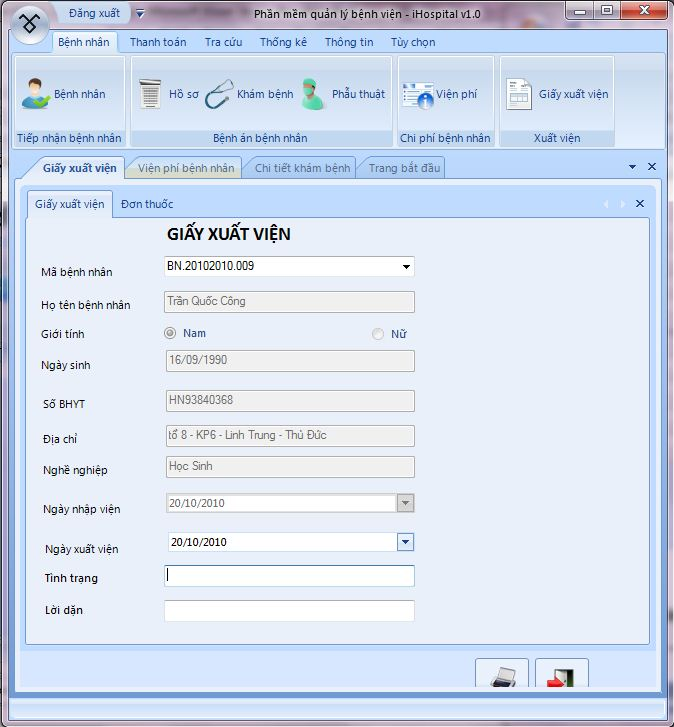 Đăng xuất
Phần mềm quản lý bệnh viện - iHospital v1.0
Bệnh nhân Thanh toán Tra cứu Thống kê Thông tin Tùy chọn
Bệnh nhân Hồ sơ Khám bệnh Phẫu thuật Viện phí Giấy xuất viện
Tiếp nhận bệnh nhân Bệnh án bệnh nhân Chi phí bệnh nhân Xuất viện
Giấy xuất viện Viện phí bệnh nhân Chi tiết khám bệnh Trang bắt đầu
Giấy xuất viện Đơn thuốc
GIẤY XUẤT VIỆN
Mã bệnh nhân BN.20102010.009
Họ tên bệnh nhân Trần Quốc Công
Giới tính Nam Nữ
Ngày sinh 16/09/1990
Số BHYT HN93840368
Địa chỉ tổ 8 - KP6 - Linh Trung - Thủ Đức
Nghề nghiệp Học Sinh
Ngày nhập viện 20/10/2010
Ngày xuất viện 20/10/2010
Tình trạng
Lời dặn